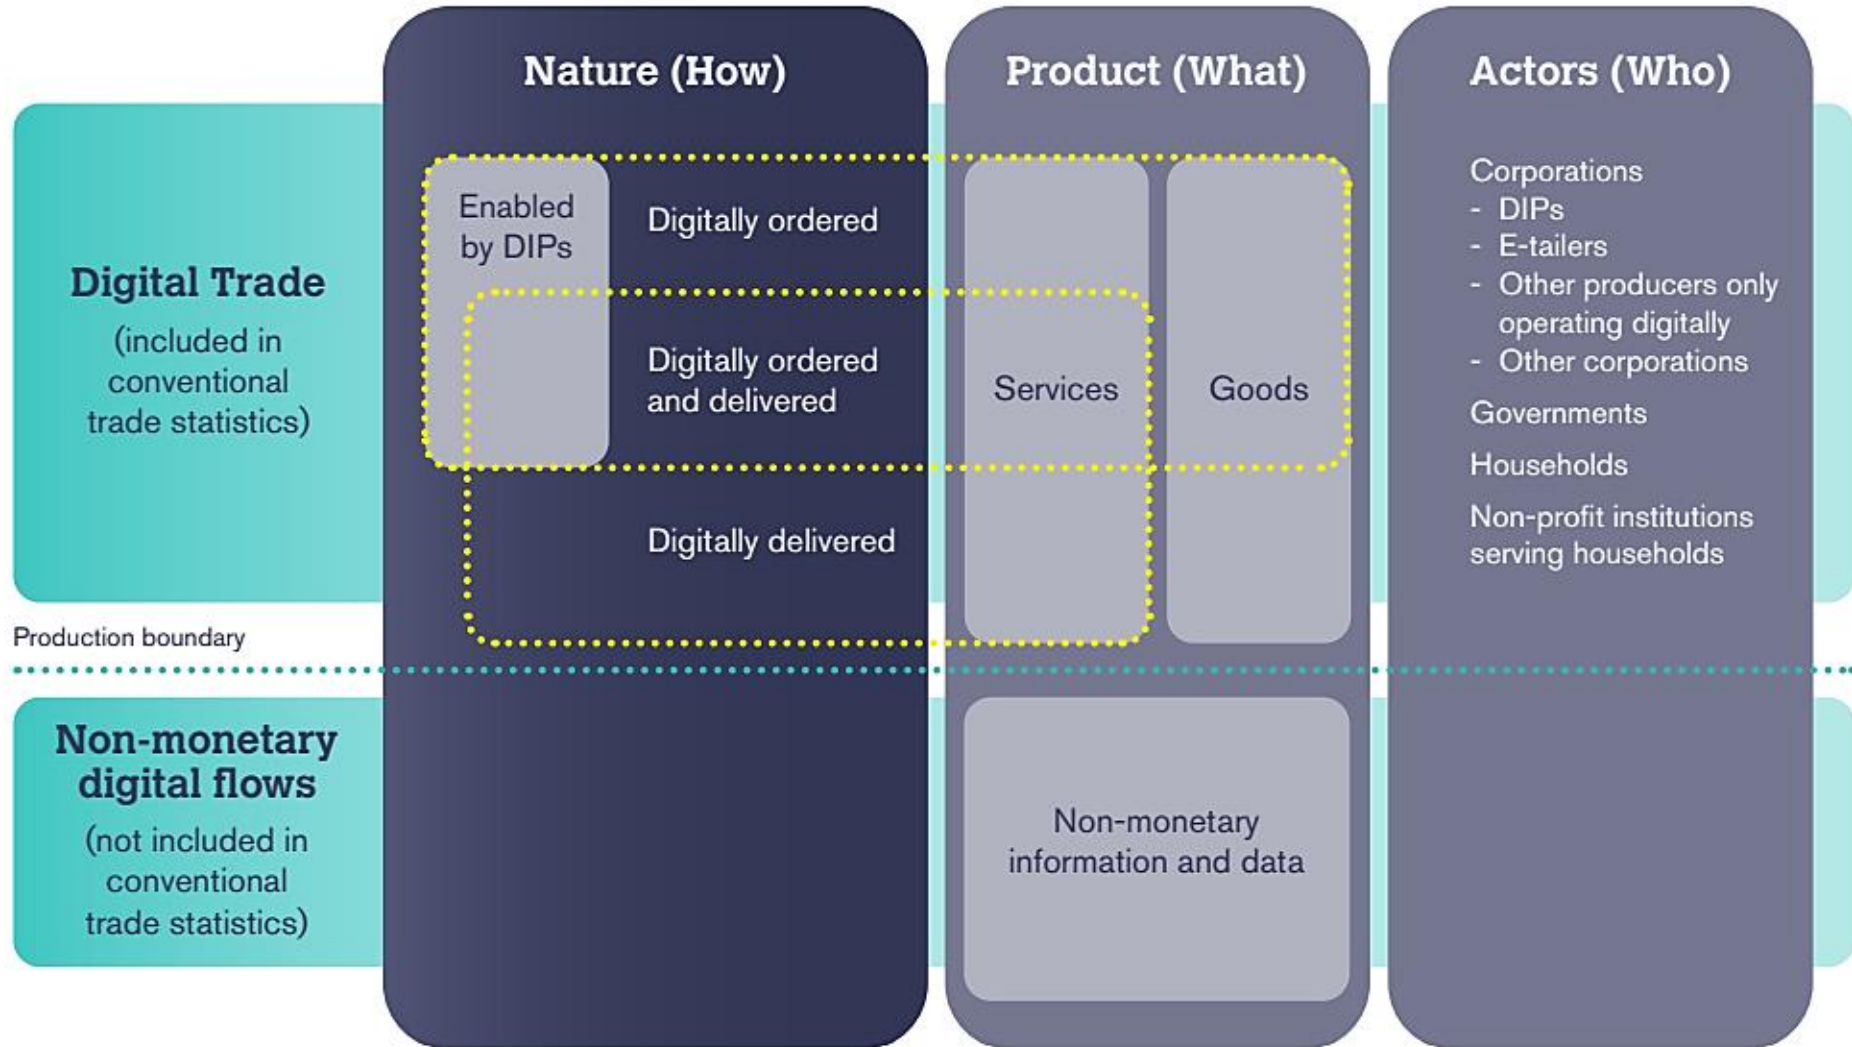 Nature (How)
Product (What)
Actors (Who)
Digital Trade
(included in
conventional
trade statistics)
Enabled
by DIPs
Digitally ordered
Digitally ordered
and delivered
Digitally delivered
Services
Goods
Corporations
- DIPs
- E-tailers
- Other producers only
operating digitally
- Other corporations
Governments
Households
Non-profit institutions
serving households
Production boundary
Non-monetary
digital flows
(not included in
conventional
trade statistics)
Non-monetary
information and data